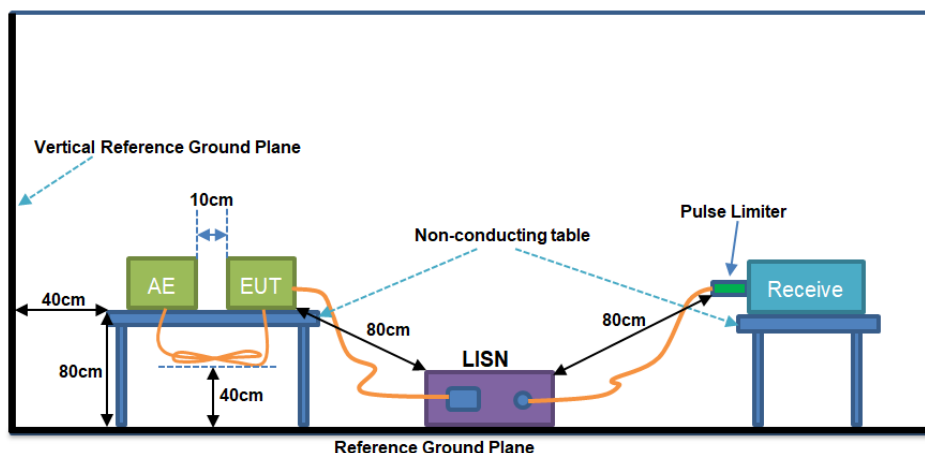 Vertical Reference Ground Plane
10cm
Pulse Limiter
Non-conducting table
AE
EUT
Receive
40cm
80cm
80cm
LISN
80cm
40cm
Reference Ground Plane